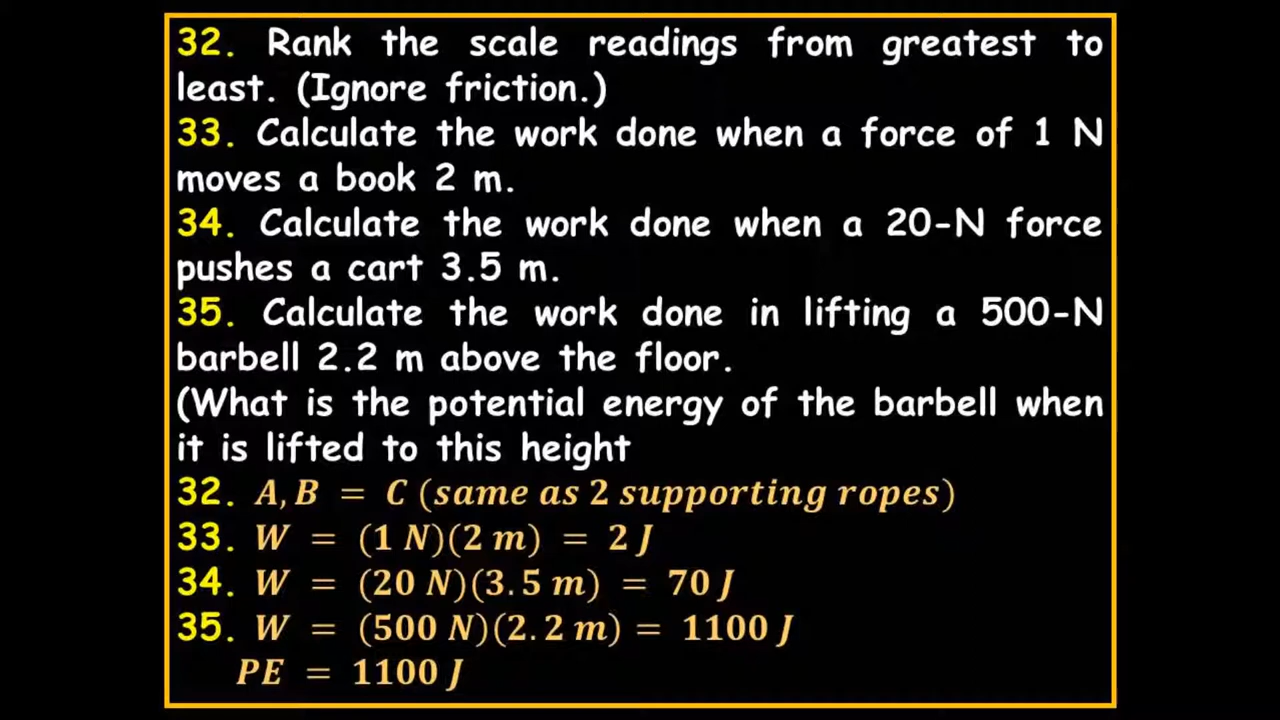 32. Rank the scale readings from greatest to
least. (Ignore friction.)
33. Calculate the work done when a force of 1 N
moves a book 2 m.
34. Calculate the work done when a 20-N force
pushes a cart 3.5 m.
35. Calculate the work done in lifting a 500-N
barbell 2.2 m above the floor.
(What is the potential energy of the barbell when
it is lifted to this height
32. A, B = C (same as 2 supporting ropes)
33. W = (1 N)(2 m) = 2 J
34. W = (20 N)(3.5 m) = 70 J
35. W = (500 N)(2.2 m) = 1100 J
PE = 1100 J